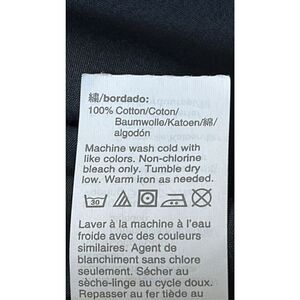 繍/bordado:
100% Cotton/Coton/
Baumwolle/Katoen/綿/
algodón
Machine wash cold with
like colors. Non-chlorine
bleach only. Tumble dry
low. Warm iron as needed.
30
Laver à la machine à l'eau
froide avec des couleurs
similaires. Agent de
blanchiment sans chlore
seulement. Sécher au
sèche-linge au cycle doux.
Repasser au fer tiède au